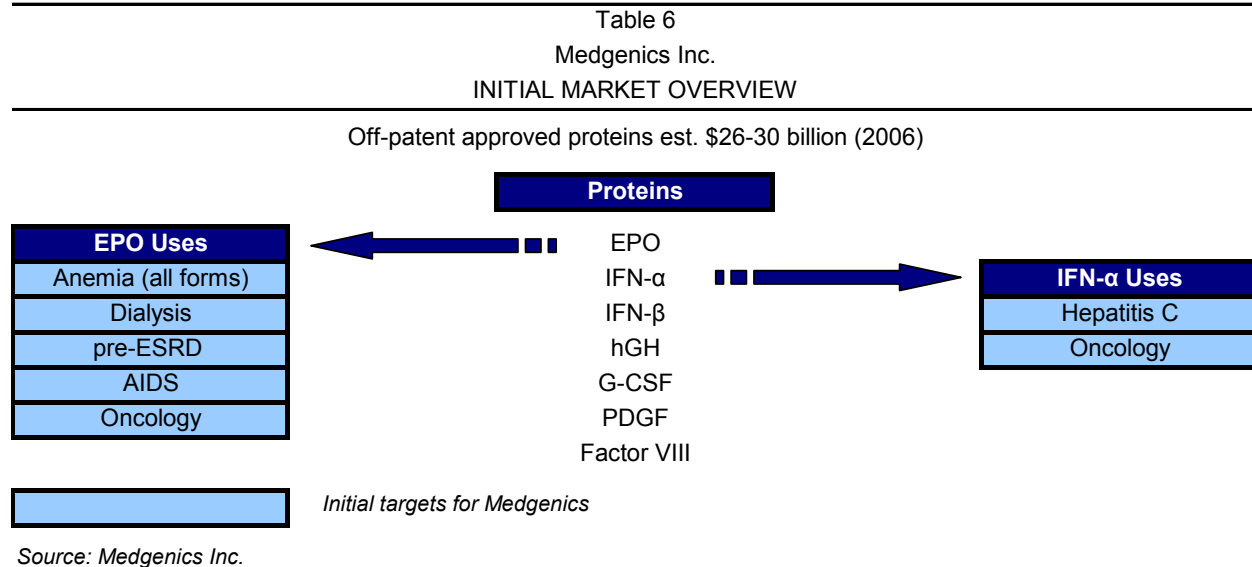 Table 6
Medgenics Inc.
INITIAL MARKET OVERVIEW
Off-patent approved proteins est. $26-30 billion (2006)
Proteins
EPO Uses
Anemia (all forms)
Dialysis
pre-ESRD
AIDS
Oncology
EPO
IFN-α
IFN-β
hGH
G-CSF
PDGF
Factor VIII
IFN-α Uses
Hepatitis C
Oncology
Initial targets for Medgenics
Source: Medgenics Inc.